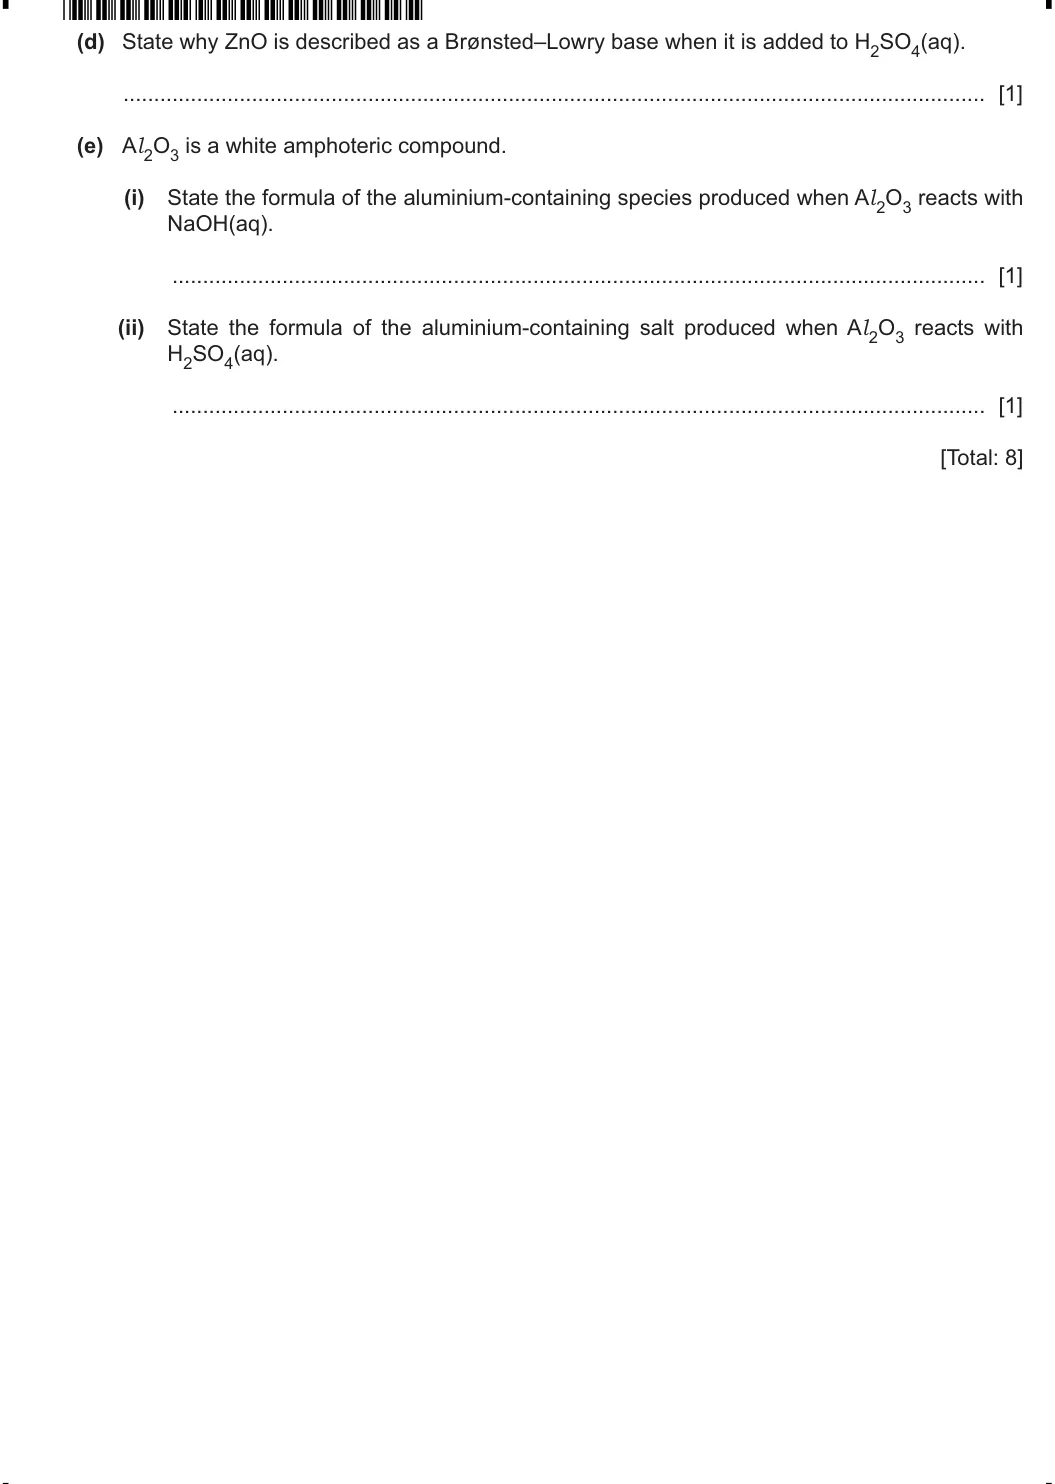 (d) State why ZnO is described as a Brønsted–Lowry base when it is added to H₂SO₄(aq).
.............................................................................................................................................. [1]
(e) Al₂O₃ is a white amphoteric compound.
(i) State the formula of the aluminium-containing species produced when Al₂O₃ reacts with
NaOH(aq).
...................................................................................................................................... [1]
(ii) State the formula of the aluminium-containing salt produced when Al₂O₃ reacts with
H₂SO₄(aq).
...................................................................................................................................... [1]
[Total: 8]